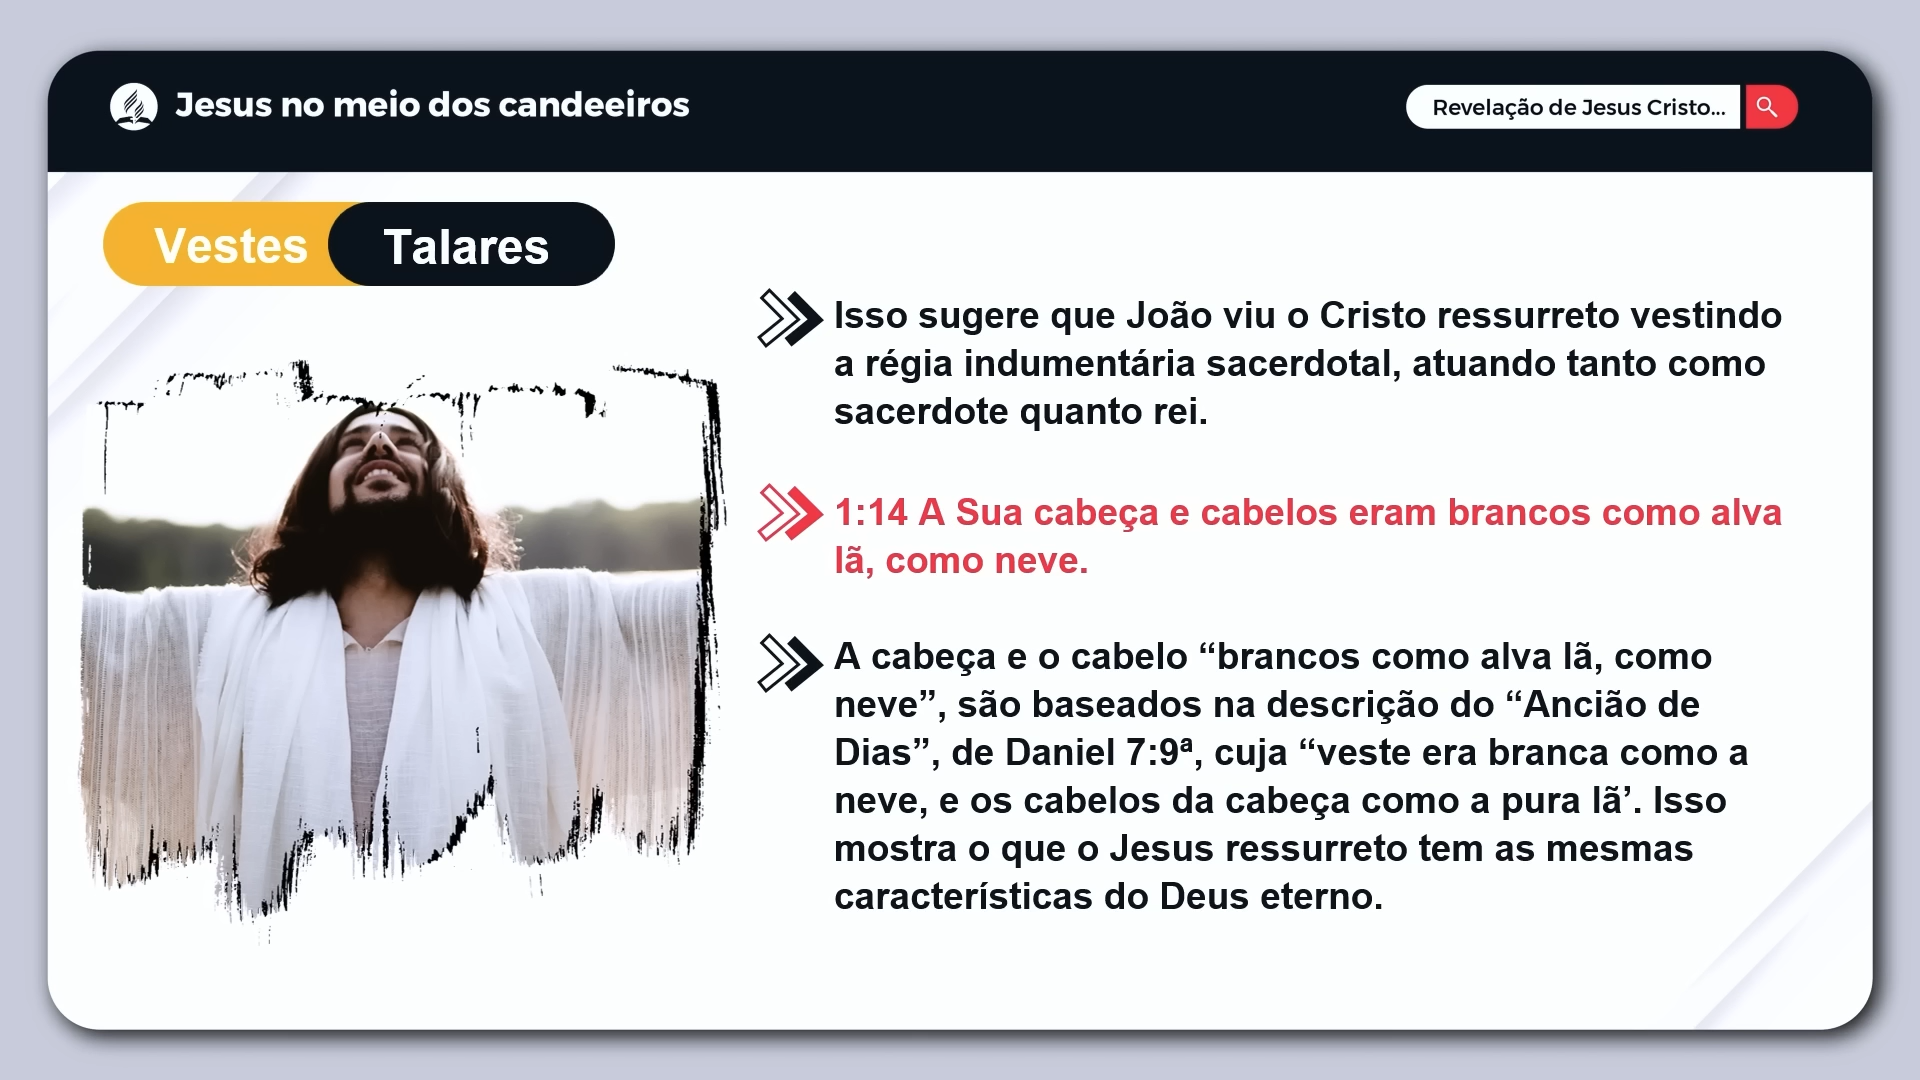 Jesus no meio dos candeeiros
Revelação de Jesus Cristo...
Vestes Talares
Isso sugere que João viu o Cristo ressurreto vestindo
a régia indumentária sacerdotal, atuando tanto como
sacerdote quanto rei.
1:14 A Sua cabeça e cabelos eram brancos como alva
lã, como neve.
A cabeça e o cabelo “brancos como alva lã, como
neve”, são baseados na descrição do “Ancião de
Dias”, de Daniel 7:9ª, cuja “veste era branca como a
neve, e os cabelos da cabeça como a pura lã’. Isso
mostra o que o Jesus ressurreto tem as mesmas
características do Deus eterno.